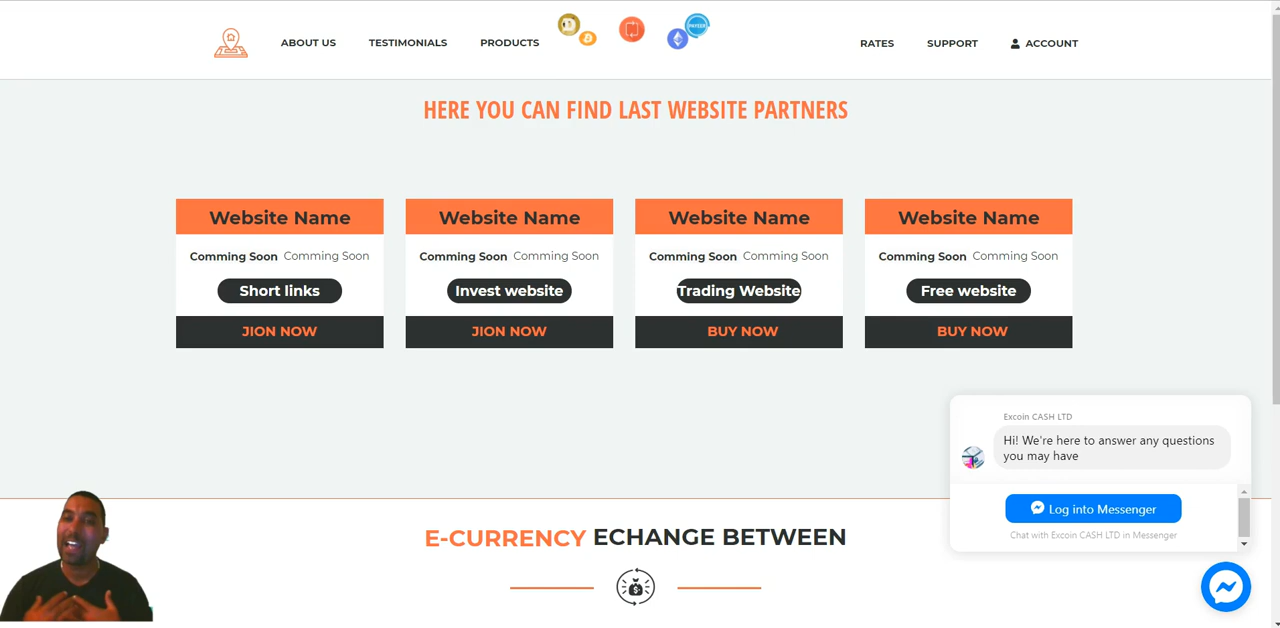 ABOUT US
TESTIMONIALS
PRODUCTS
PAYEER
RATES
SUPPORT
ACCOUNT
HERE YOU CAN FIND LAST WEBSITE PARTNERS
Website Name
Comming Soon Comming Soon
Short links
JION NOW
Website Name
Comming Soon Comming Soon
Invest website
JION NOW
Website Name
Comming Soon Comming Soon
Trading Website
BUY NOW
Website Name
Comming Soon Comming Soon
Free website
BUY NOW
Excoin CASH LTD
Hi! We're here to answer any questions
you may have
Log into Messenger
Chat with Excoin CASH LTD in Messenger
E-CURRENCY ECHANGE BETWEEN